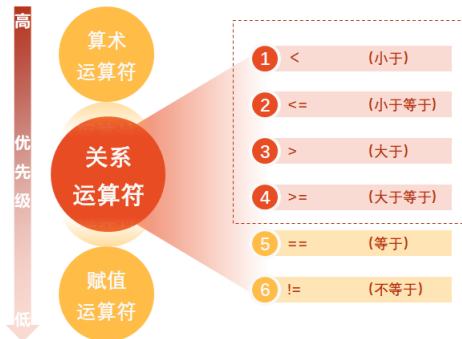 高
优
先
级
低
算术
运算符
关系
运算符
赋值
运算符
1 < (小于)
2 <= (小于等于)
3 > (大于)
4 >= (大于等于)
5 == (等于)
6 != (不等于)